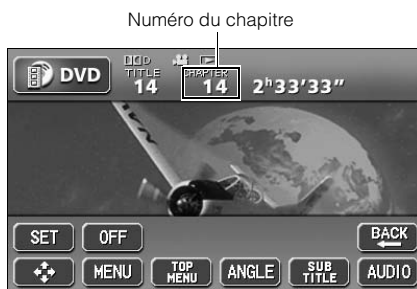 Numéro du chapitre
DVD
TITLE
14
CHAPTER
14
2h33'33"
SET
OFF
BACK
MENU
TOP MENU
ANGLE
SUB TITLE
AUDIO